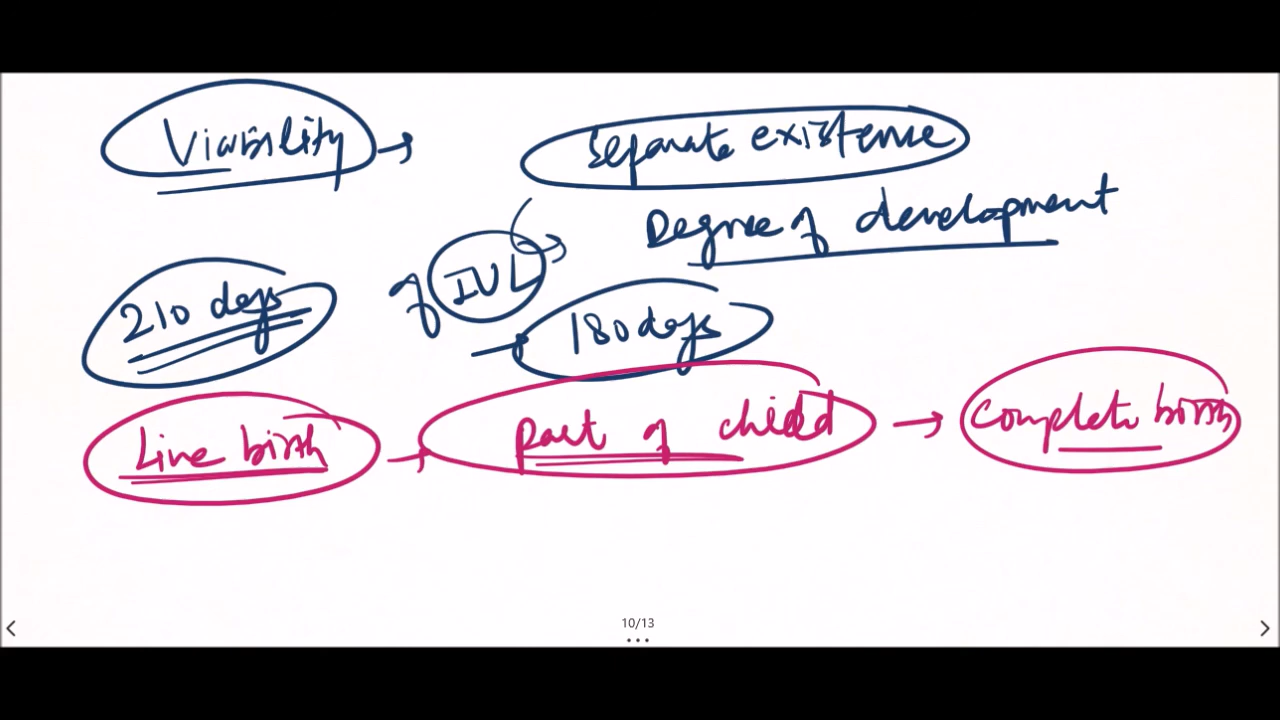 Viability → Separate existense
Degree of development
210 days of IUL →
→ 180 days
Live birth → Part of child → Complete birth
10/13